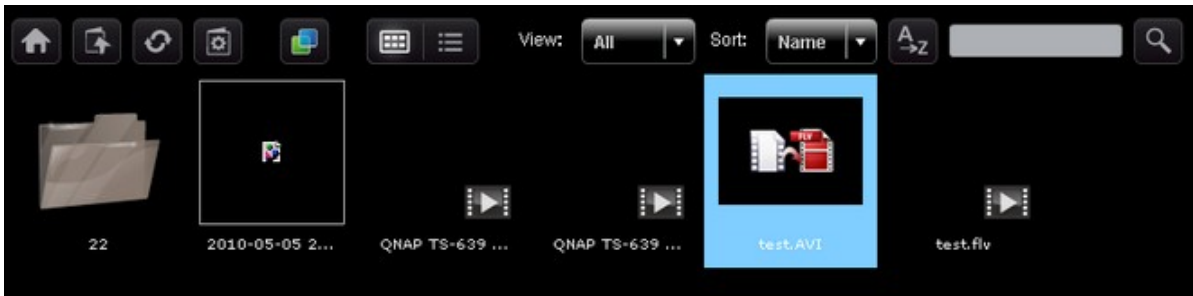 View: All Sort: Name A→Z
FLV
22 2010-05-05 2... QNAP TS-639 ... QNAP TS-639 ... test.AVI test.flv